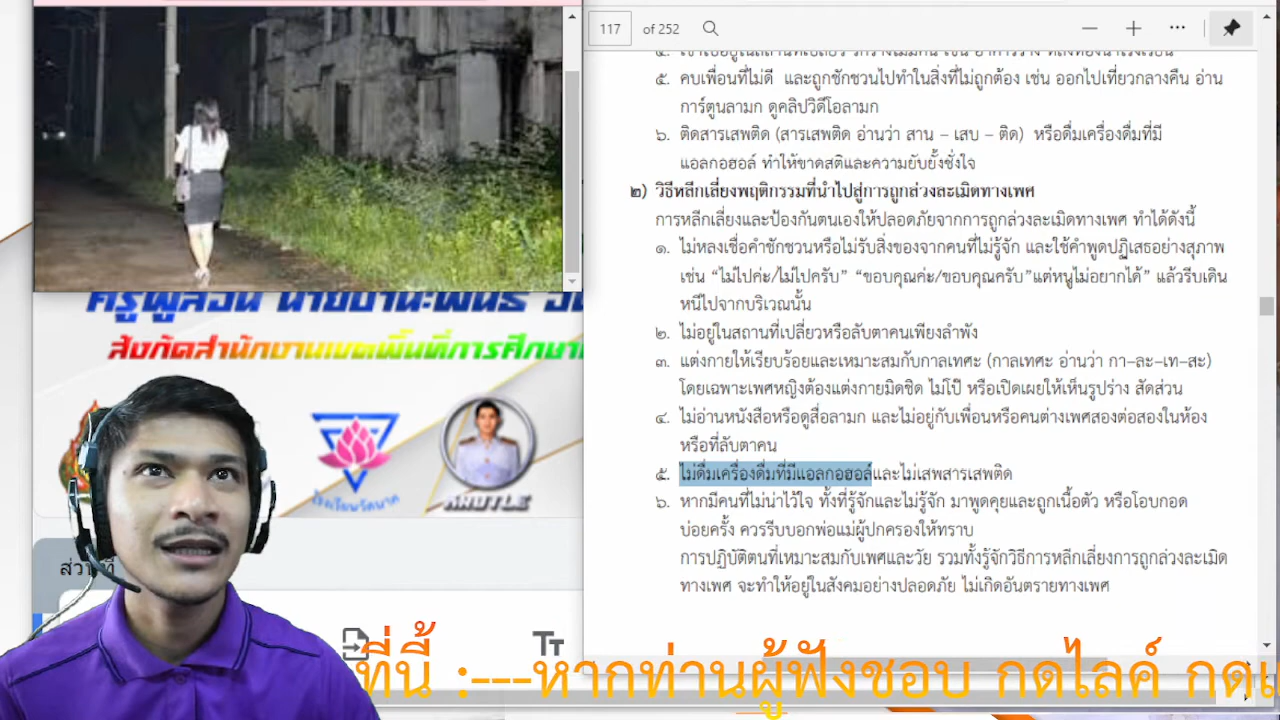 117 of 252
๕. คบเพื่อนที่ไม่ดี และถูกชักชวนไปทำในสิ่งที่ไม่ถูกต้อง เช่น ออกไปเที่ยวกลางคืน อ่าน
การ์ตูนลามก ดูคลิปวิดีโอลามก
๖. ติดสารเสพติด (สารเสพติด อ่านว่า สาน – เสบ – ติด) หรือดื่มเครื่องดื่มที่มี
แอลกอฮอล์ ทำให้ขาดสติและความยับยั้งชั่งใจ
๒) วิธีหลีกเลี่ยงพฤติกรรมที่นำไปสู่การถูกล่วงละเมิดทางเพศ
การหลีกเลี่ยงและป้องกันตนเองให้ปลอดภัยจากการถูกล่วงละเมิดทางเพศ ทำได้ดังนี้
๑. ไม่หลงเชื่อคำชักชวนหรือไม่รับสิ่งของจากคนที่ไม่รู้จัก และใช้คำพูดปฏิเสธอย่างสุภาพ
เช่น “ไม่ไปค่ะ/ไม่ไปครับ” “ขอบคุณค่ะ/ขอบคุณครับ”แต่หนูไม่อยากได้” แล้วรีบเดิน
หนีไปจากบริเวณนั้น
๒. ไม่อยู่ในสถานที่เปลี่ยวหรือลับตาคนเพียงลำพัง
๓. แต่งกายให้เรียบร้อยและเหมาะสมกับกาลเทศะ (กาลเทศะ อ่านว่า กา–ละ–เท–สะ)
โดยเฉพาะเพศหญิงต้องแต่งกายมิดชิด ไม่โป๊ หรือเปิดเผยให้เห็นรูปร่าง สัดส่วน
๔. ไม่อ่านหนังสือหรือดูสื่อลามก และไม่อยู่กับเพื่อนหรือคนต่างเพศสองต่อสองในห้อง
หรือที่ลับตาคน
๕. ไม่ดื่มเครื่องดื่มที่มีแอลกอฮอล์และไม่เสพสารเสพติด
๖. หากมีคนที่ไม่น่าไว้ใจ ทั้งที่รู้จักและไม่รู้จัก มาพูดคุยและถูกเนื้อตัว หรือโอบกอด
บ่อยครั้ง ควรรีบบอกพ่อแม่ผู้ปกครองให้ทราบ
การปฏิบัติตนที่เหมาะสมกับเพศและวัย รวมทั้งรู้จักวิธีการหลีกเลี่ยงการถูกล่วงละเมิด
ทางเพศ จะทำให้อยู่ในสังคมอย่างปลอดภัย ไม่เกิดอันตรายทางเพศ
สังกัดสำนักงานเขตพื้นที่การศึกษา
KRUTLE
ส่วนที่
TT
ที่นี้ :---หากท่านผู้ฟังชอบ กดไลค์ กด